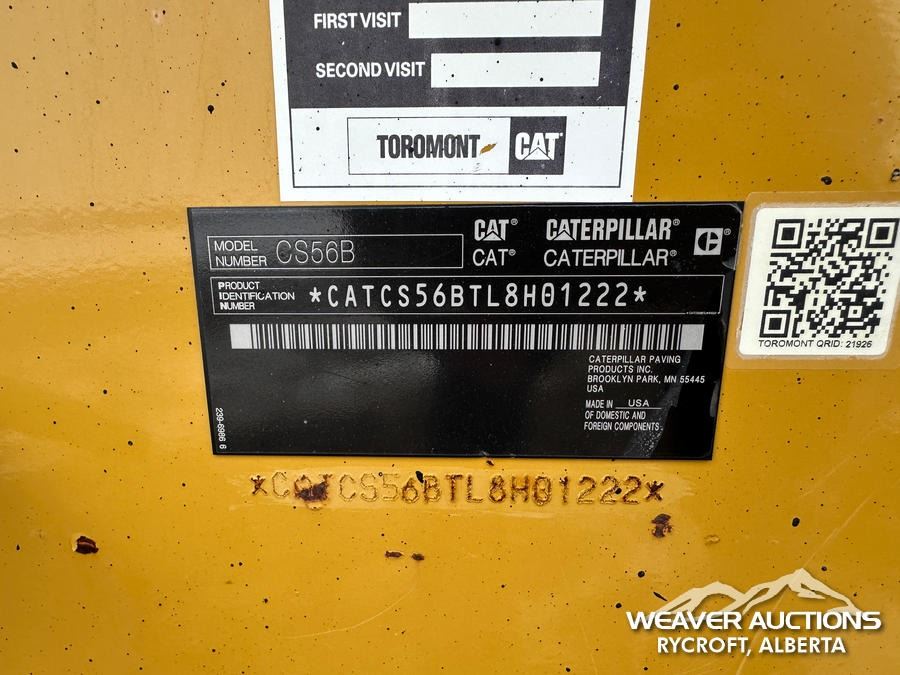 FIRST VISIT
SECOND VISIT
TOROMONT CAT
MODEL NUMBER CS56B
CAT® CATERPILLAR® C®
CAT® CATERPILLAR®
PRODUCT IDENTIFICATION NUMBER *CATCS56BTL8H01222*
CATERPILLAR PAVING
PRODUCTS INC.
BROOKLYN PARK, MN 55445
USA
MADE IN USA
OF DOMESTIC AND
FOREIGN COMPONENTS
239-6986 6
TOROMONT QRID: 21926
*CATCS56BTL8H01222*
WEAVER AUCTIONS
RYCROFT, ALBERTA